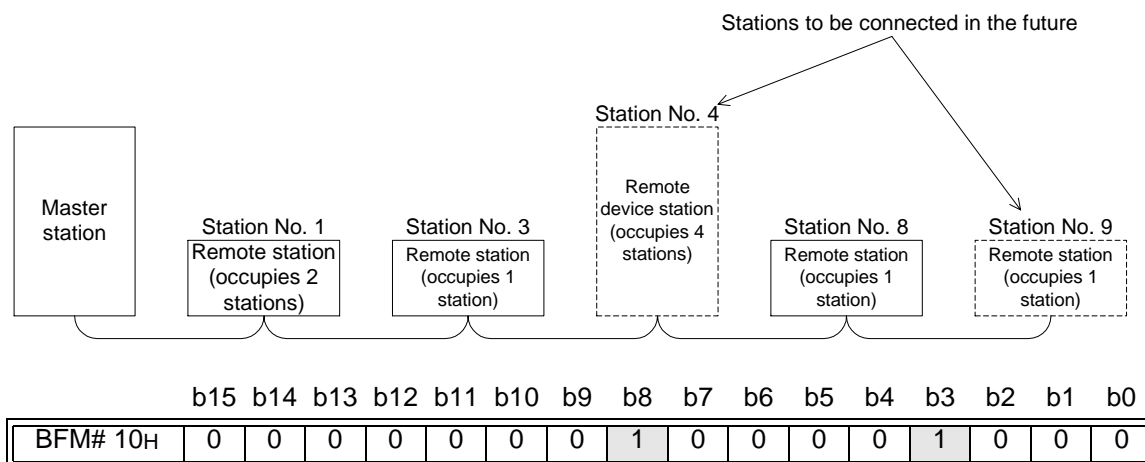 Stations to be connected in the future
Station No. 4
Master
station
Station No. 1
Remote station
(occupies 2
stations)
Station No. 3
Remote station
(occupies 1
station)
Remote
device station
(occupies 4
stations)
Station No. 8
Remote station
(occupies 1
station)
Station No. 9
Remote station
(occupies 1
station)
b15 b14 b13 b12 b11 b10 b9 b8 b7 b6 b5 b4 b3 b2 b1 b0
BFM# 10H 0 0 0 0 0 0 0 1 0 0 0 0 1 0 0 0